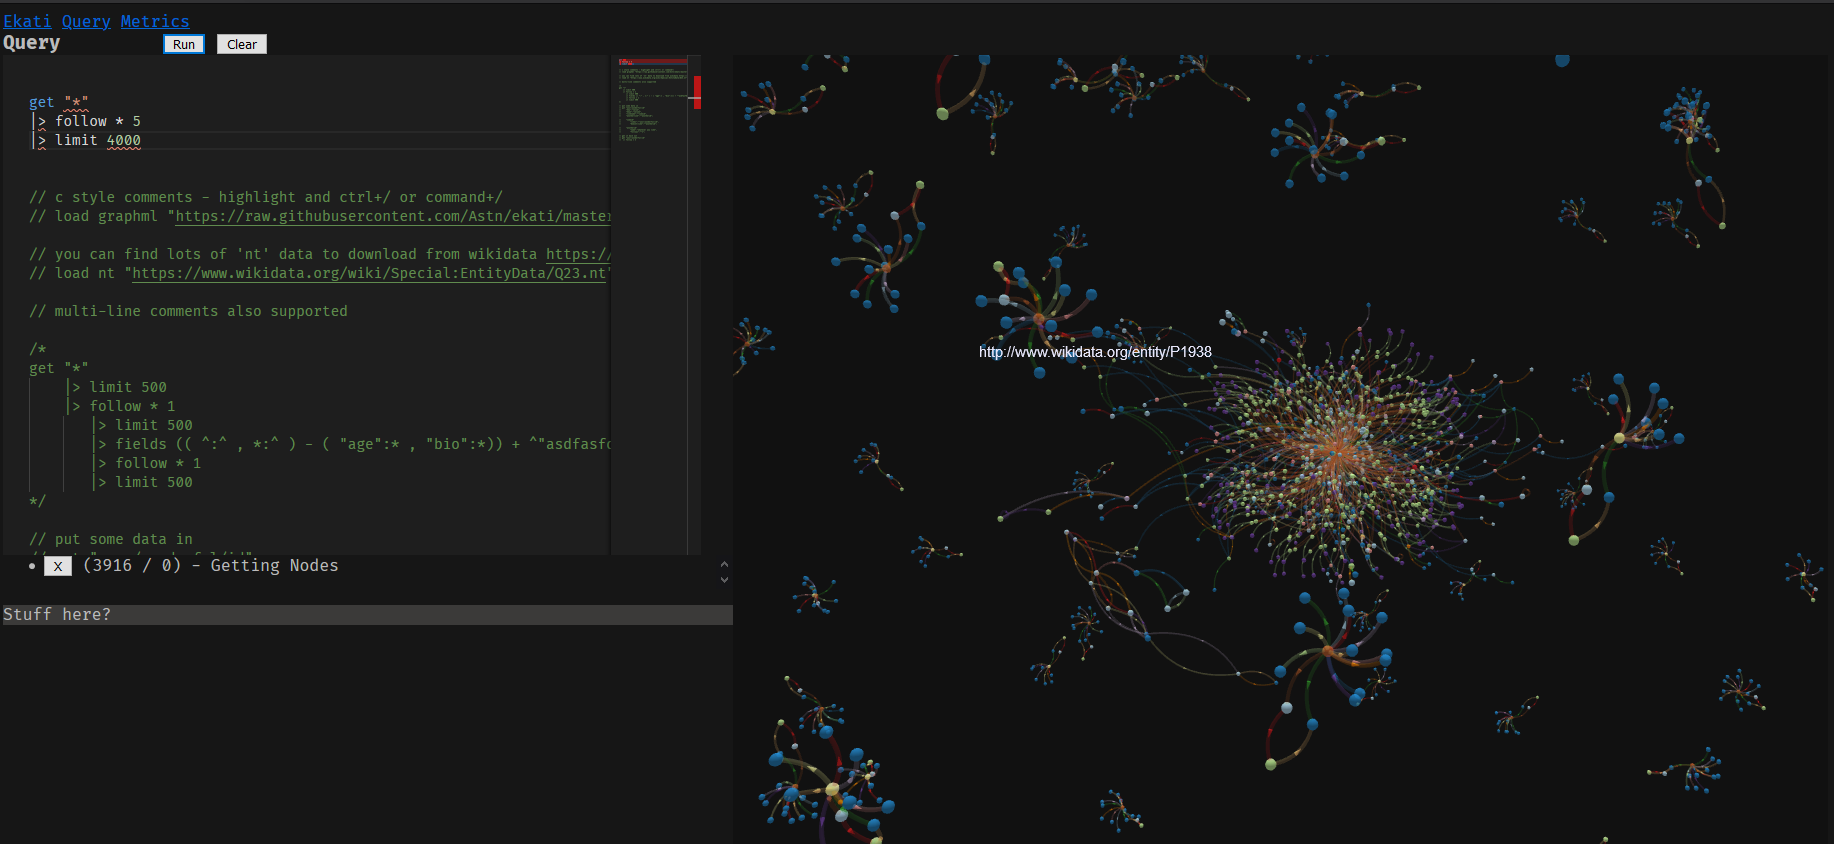 Ekati Query Metrics
Query Run Clear
get "*"
|> follow * 5
|> limit 4000
// c style comments - highlight and ctrl+/ or command+/
// load graphml "https://raw.githubusercontent.com/Astn/ekati/master
// you can find lots of 'nt' data to download from wikidata https://
// load nt "https://www.wikidata.org/wiki/Special:EntityData/Q23.nt"
// multi-line comments also supported
/*
get "*"
|> limit 500
|> follow * 1
|> limit 500
|> fields (( ^:^ , *:^ ) - ( "age":* , "bio":*)) + ^"asdfasfd
|> follow * 1
|> limit 500
*/
// put some data in
X (3916 / 0) - Getting Nodes
Stuff here?
http://www.wikidata.org/entity/P1938